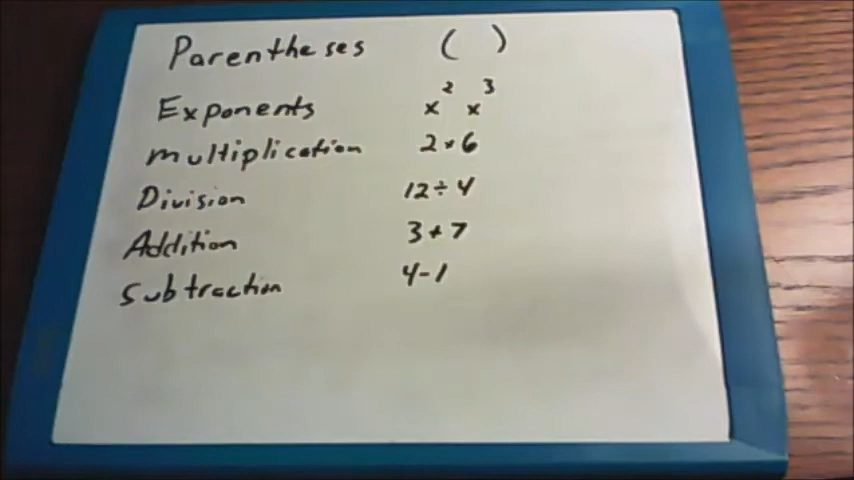 Parentheses ( )
Exponents x² x³
multiplication 2 × 6
Division 12 ÷ 4
Addition 3 + 7
Subtraction 4 - 1